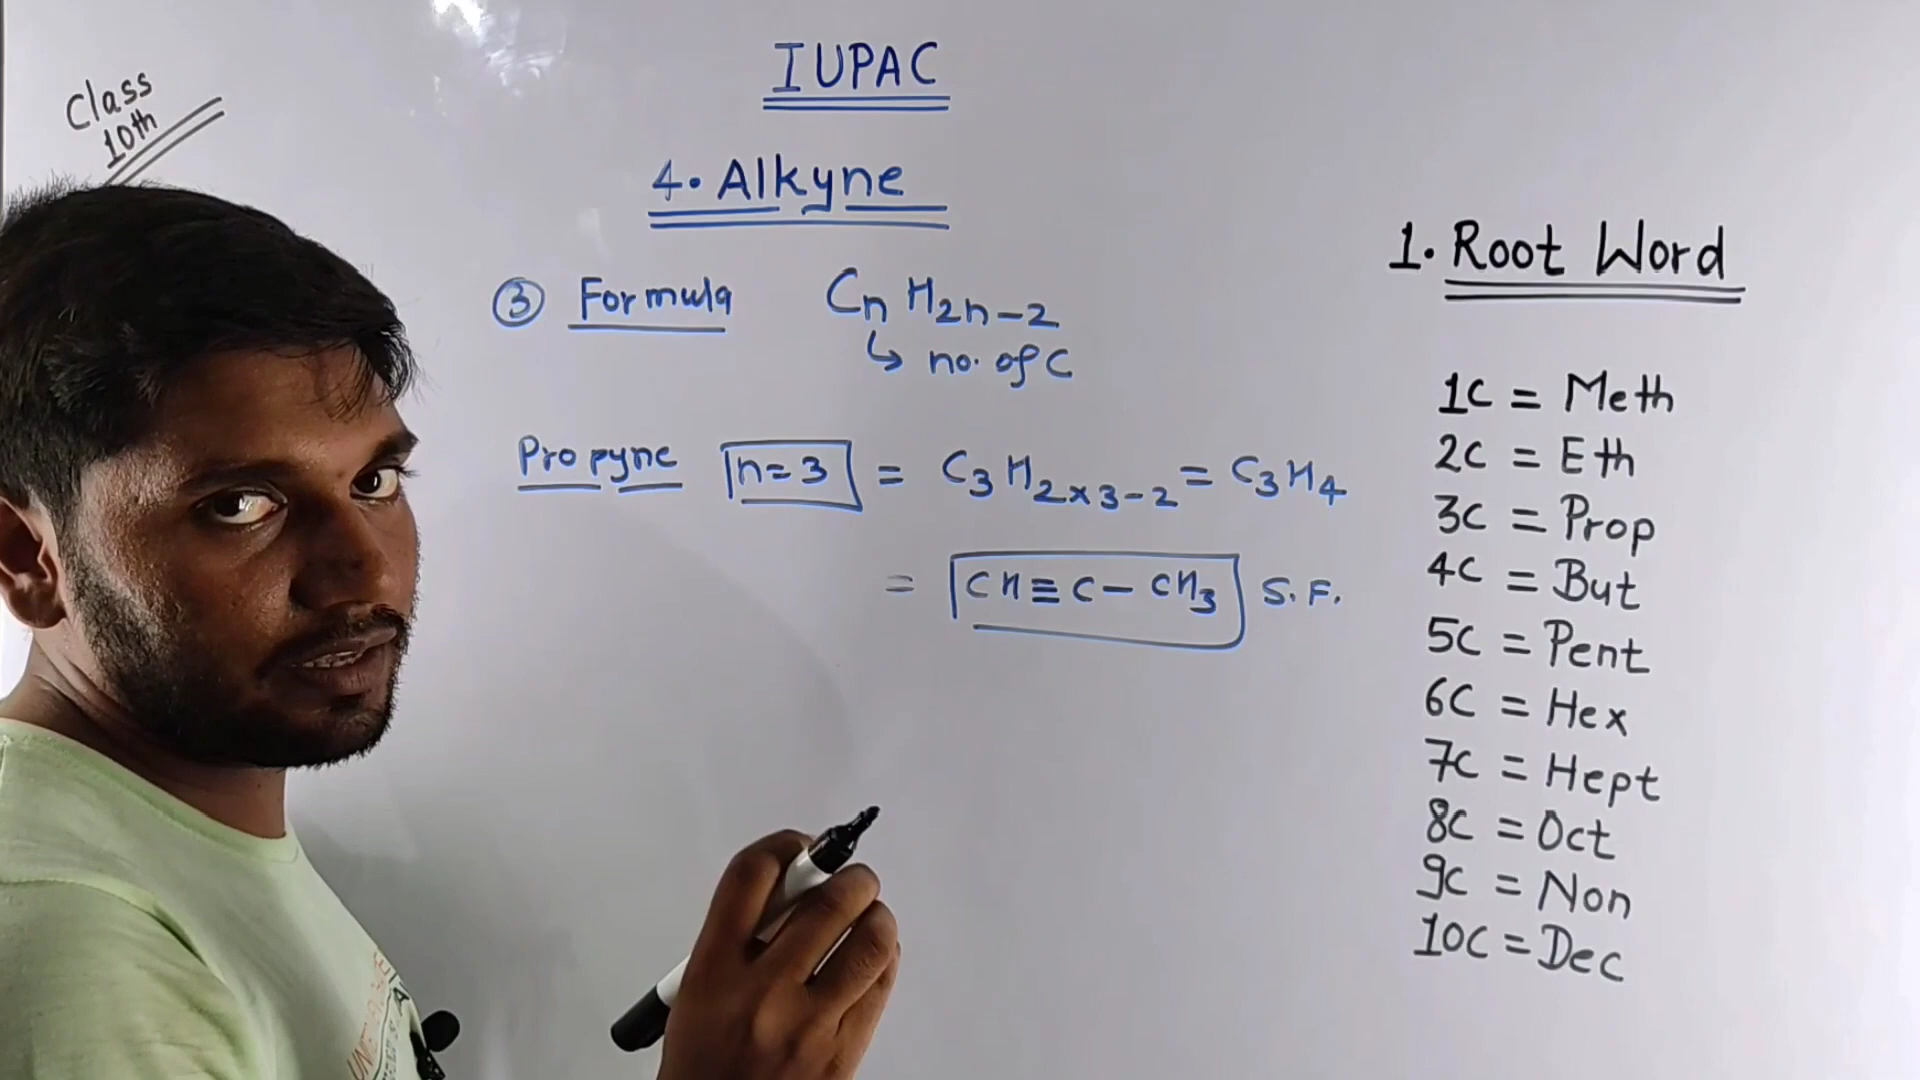 Class
10th
IUPAC
4. Alkyne
③ Formula CnH2n-2
↳ no. of C
Propyne n=3 = C3H2×3-2 = C3H4
= CH≡C-CH3 S.F.
1. Root Word
1C = Meth
2C = Eth
3C = Prop
4C = But
5C = Pent
6C = Hex
7C = Hept
8C = Oct
9C = Non
10C = Dec